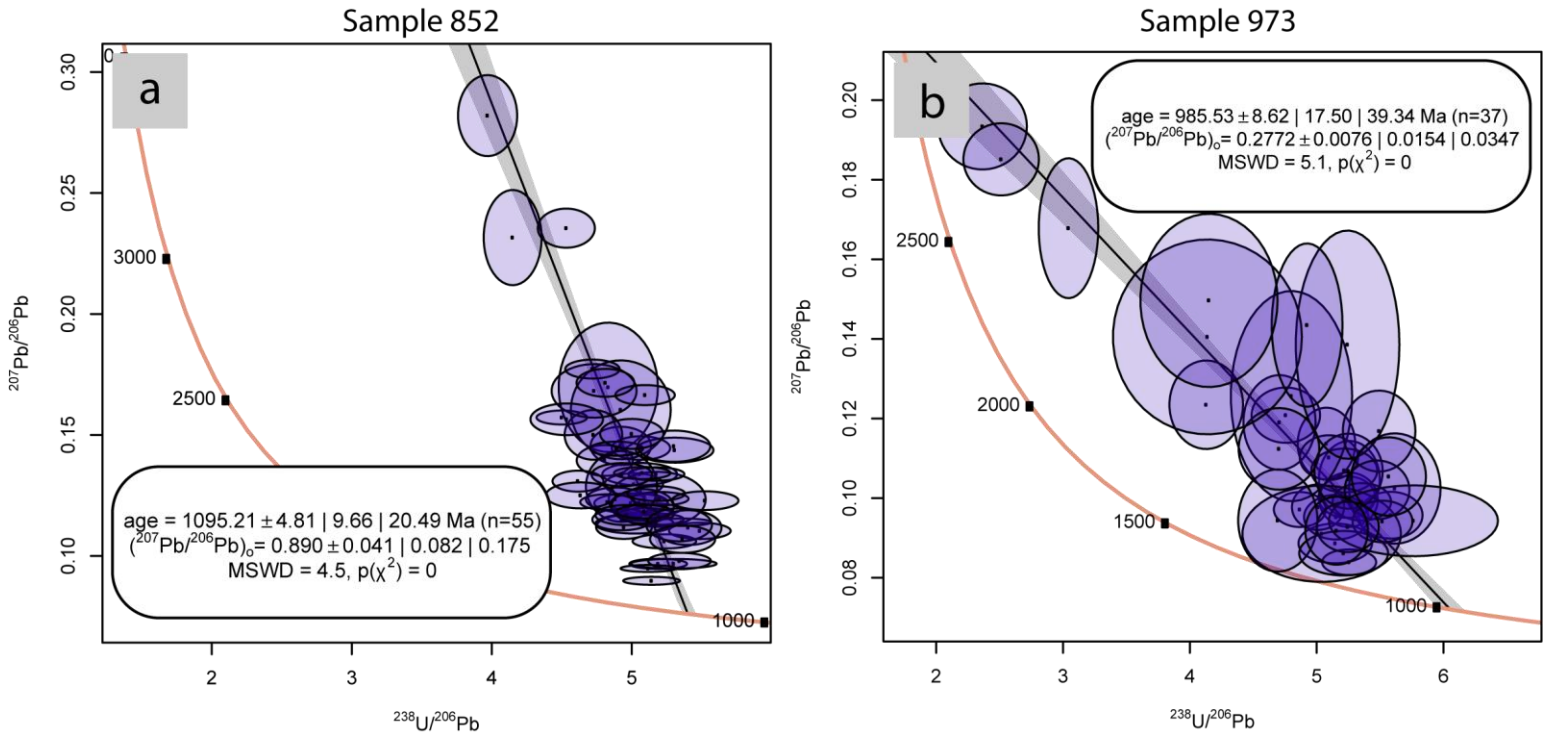 Sample 852
a
0
0.30
0.25
0.20
0.15
0.10
3000
2500
1000
age = 1095.21 ± 4.81 | 9.66 | 20.49 Ma (n=55)
(²⁰⁷Pb/²⁰⁶Pb)ₒ= 0.890 ± 0.041 | 0.082 | 0.175
MSWD = 4.5, p(χ²) = 0
²⁰⁷Pb/²⁰⁶Pb
2 3 4 5
²³⁸U/²⁰⁶Pb
Sample 973
b
0.20
0.18
0.16
0.14
0.12
0.10
0.08
age = 985.53 ± 8.62 | 17.50 | 39.34 Ma (n=37)
(²⁰⁷Pb/²⁰⁶Pb)ₒ= 0.2772 ± 0.0076 | 0.0154 | 0.0347
MSWD = 5.1, p(χ²) = 0
2500
2000
1500
1000
²⁰⁷Pb/²⁰⁶Pb
2 3 4 5 6
²³⁸U/²⁰⁶Pb